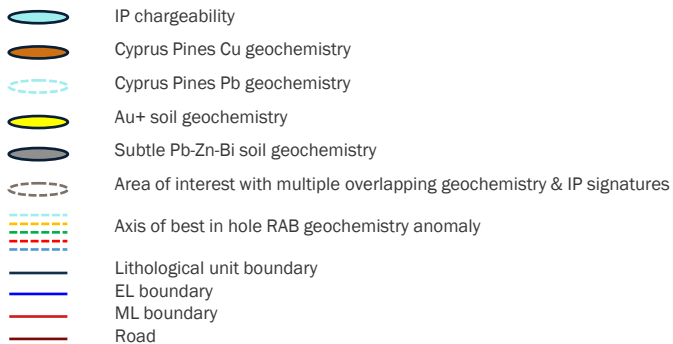 IP chargeability
Cyprus Pines Cu geochemistry
Cyprus Pines Pb geochemistry
Au+ soil geochemistry
Subtle Pb-Zn-Bi soil geochemistry
Area of interest with multiple overlapping geochemistry & IP signatures
Axis of best in hole RAB geochemistry anomaly
Lithological unit boundary
EL boundary
ML boundary
Road